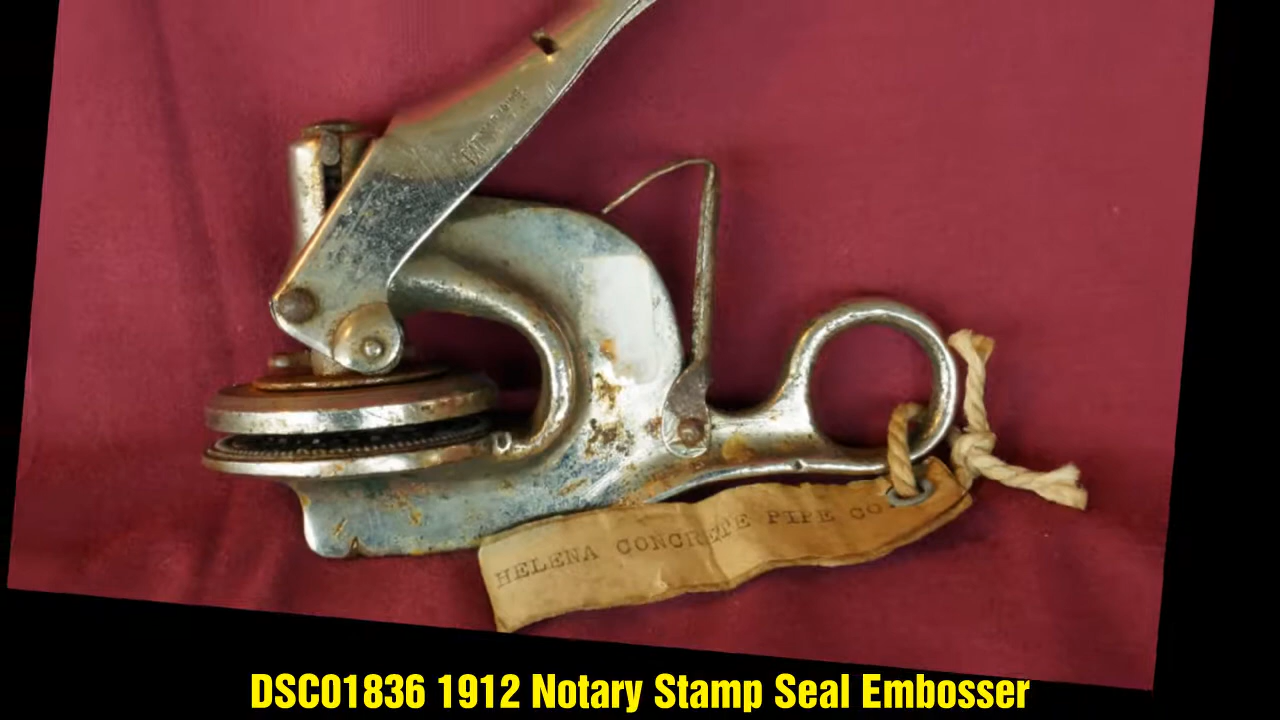 HELENA CONCRETE PIPE CO.
DSC01836 1912 Notary Stamp Seal Embosser